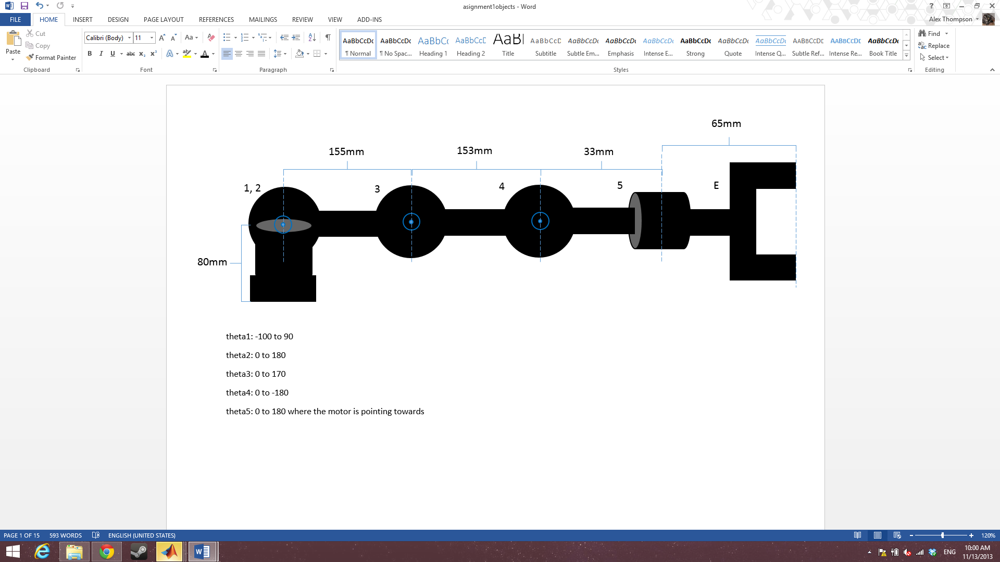 asignment1objects - Word
?
FILE HOME INSERT DESIGN PAGE LAYOUT REFERENCES MAILINGS REVIEW VIEW ADD-INS
Alex Thompson
Paste
Cut
Copy
Format Painter
Clipboard
Calibri (Body) 11
Font
Paragraph
AaBbCcDc AaBbCcDc AaBbCc AaBbCcD AaBl AaBbCcD AaBbCcDc AaBbCcDc AaBbCcDc AaBbCcDc AaBbCcDc AaBbCcDc AABBCCDE AABBCCDE AaBbCcDc
¶ Normal ¶ No Spac... Heading 1 Heading 2 Title Subtitle Subtle Em... Emphasis Intense E... Strong Quote Intense Q... Subtle Ref... Intense Re... Book Title
Styles
Find
Replace
Select
Editing
65mm
155mm 153mm 33mm
1, 2 3 4 5 E
80mm
theta1: -100 to 90
theta2: 0 to 180
theta3: 0 to 170
theta4: 0 to -180
theta5: 0 to 180 where the motor is pointing towards
PAGE 1 OF 15 593 WORDS ENGLISH (UNITED STATES)
120%
ENG
10:00 AM
11/13/2013